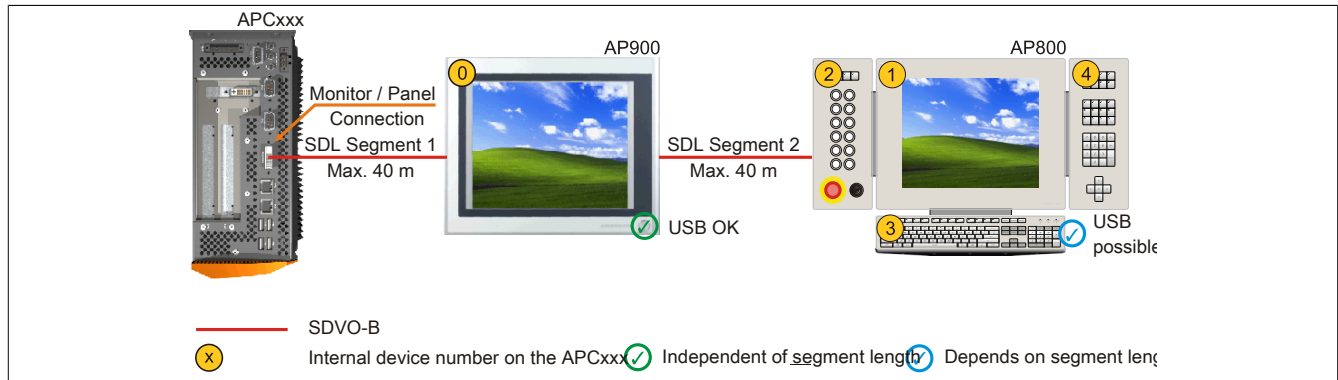 APCxxx
AP900
AP800
0
2
1
4
Monitor / Panel
Connection
SDL Segment 1
Max. 40 m
SDL Segment 2
Max. 40 m
USB OK
3
USB
possible
SDVO-B
x
Internal device number on the APCxxx
Independent of segment length
Depends on segment leng